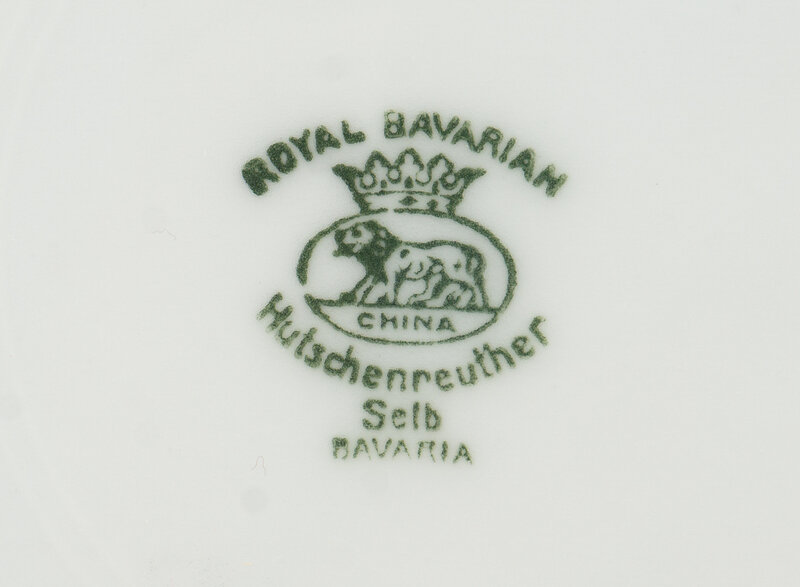 ROYAL BAVARIAN
CHINA
Hutschenreuther
Selb
BAVARIA